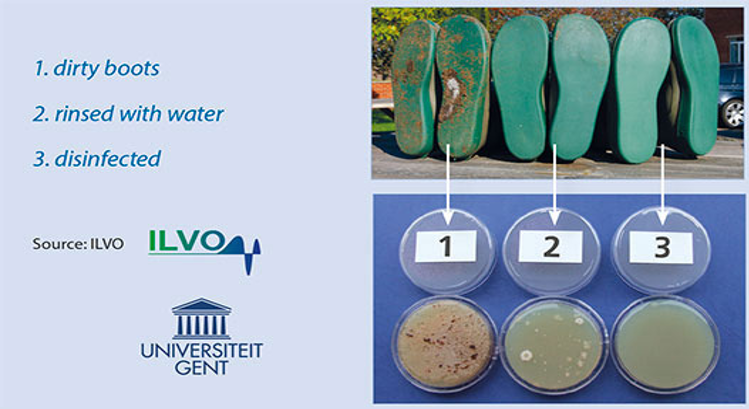 1. dirty boots
2. rinsed with water
3. disinfected
Source: ILVO
ILVO
UNIVERSITEIT
GENT
1
2
3